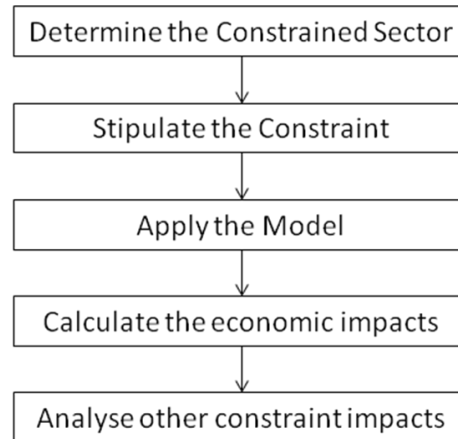 Determine the Constrained Sector
Stipulate the Constraint
Apply the Model
Calculate the economic impacts
Analyse other constraint impacts